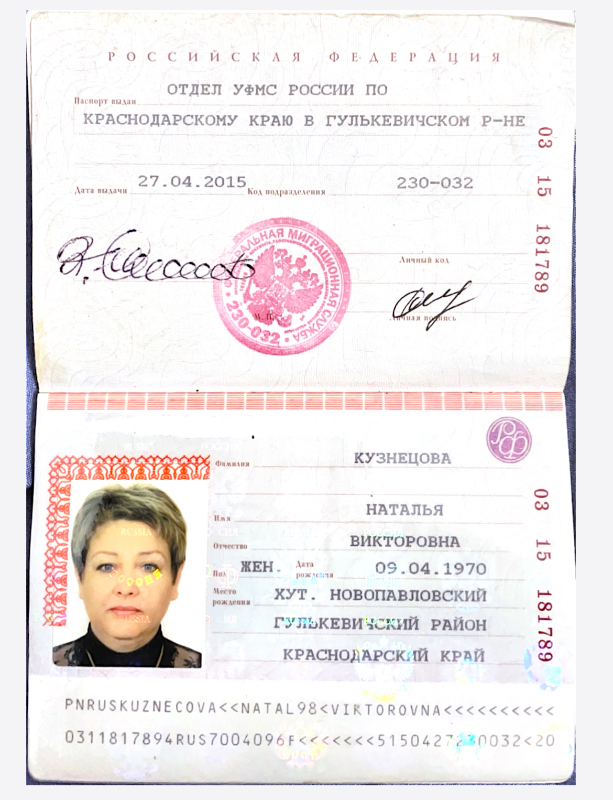 РОССИЙСКАЯ ФЕДЕРАЦИЯ
ОТДЕЛ УФМС РОССИИ ПО
Паспорт выдан
КРАСНОДАРСКОМУ КРАЮ В ГУЛЬКЕВИЧСКОМ Р-НЕ
Дата выдачи 27.04.2015 Код подразделения 230-032
03 15 181789
ФЕДЕРАЛЬНАЯ МИГРАЦИОННАЯ СЛУЖБА
230-032
Личный код
М.П.
Личная подпись
РФ
Фамилия КУЗНЕЦОВА
Имя НАТАЛЬЯ
Отчество ВИКТОРОВНА
Пол ЖЕН. Дата рождения 09.04.1970
Место рождения ХУТ. НОВОПАВЛОВСКИЙ
ГУЛЬКЕВИЧСКИЙ РАЙОН
КРАСНОДАРСКИЙ КРАЙ
03 15 181789
RUSSIA
PNRUSKUZNECOVA<<NATAL98<VIKTOROVNA<<<<<<<<<<
0311817894RUS7004096F<<<<<<<5150427230032<20